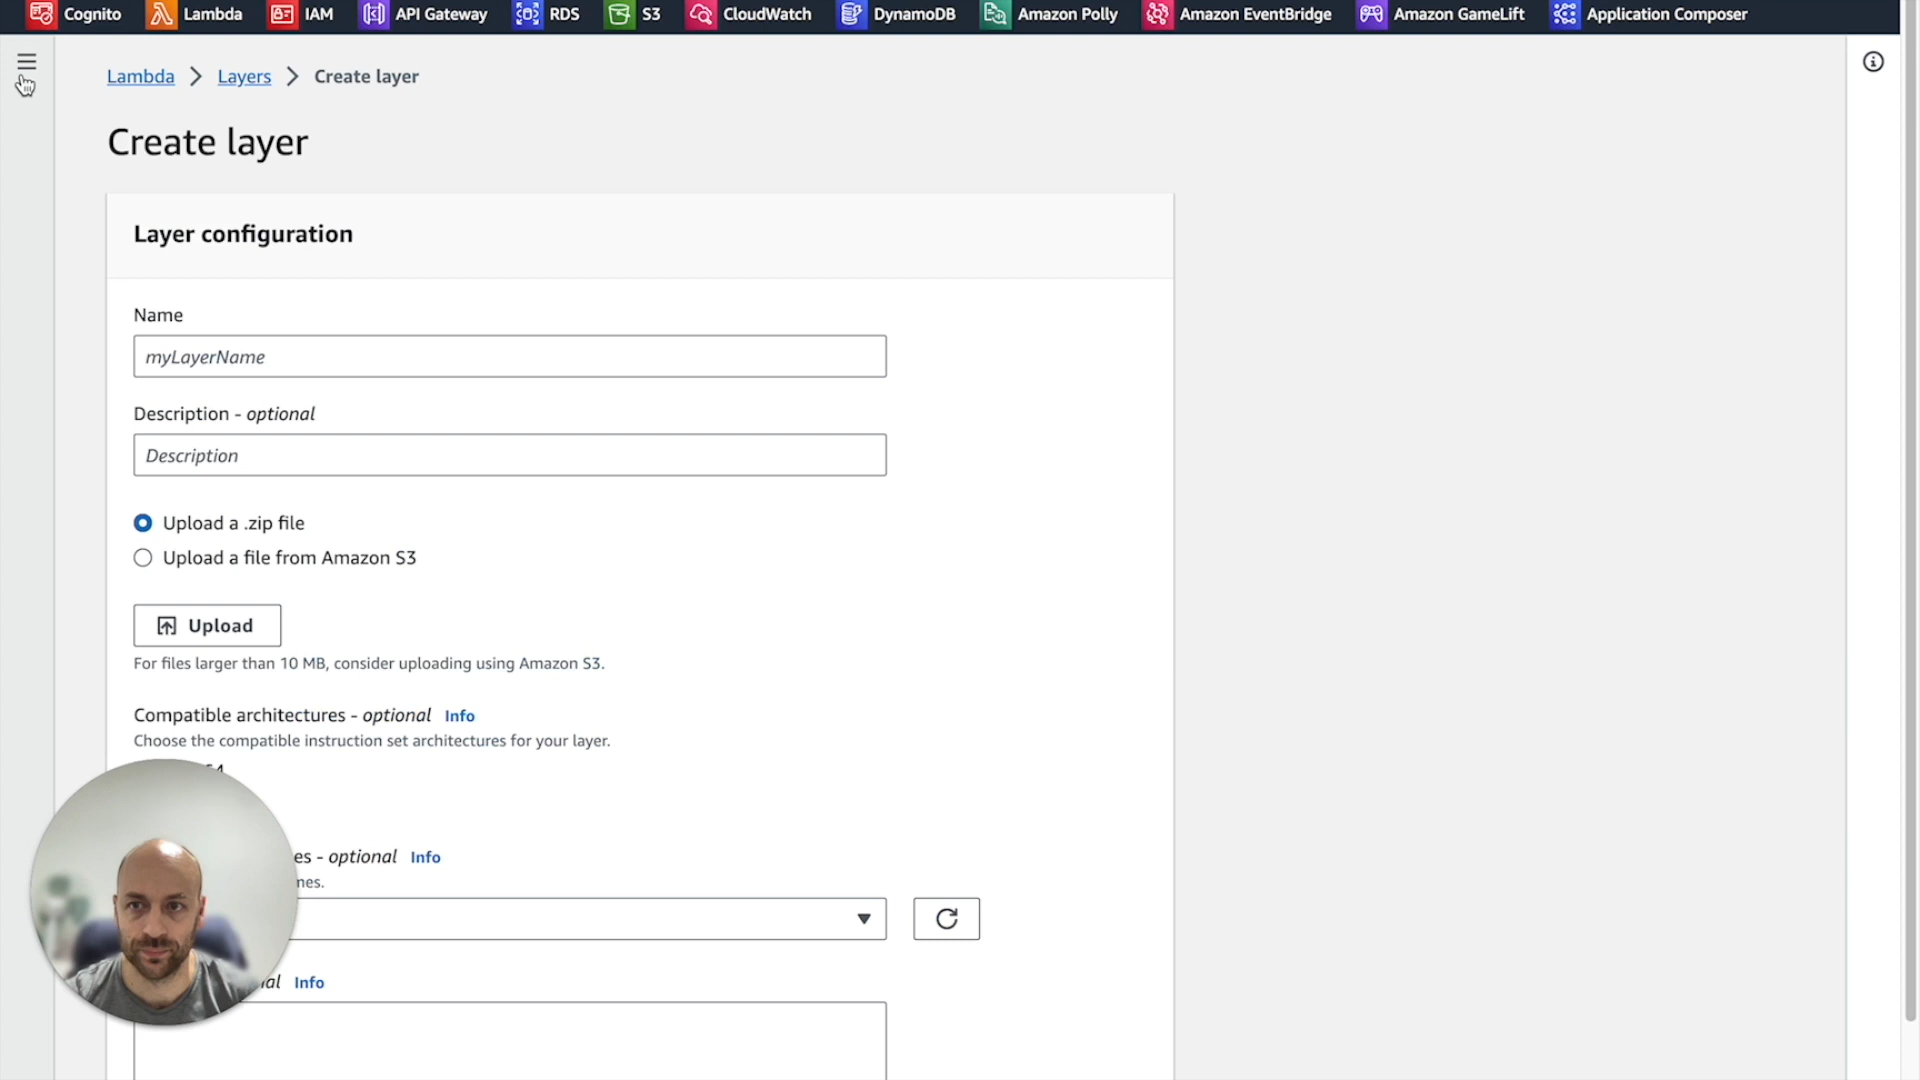 Cognito Lambda IAM API Gateway RDS S3 CloudWatch DynamoDB Amazon Polly Amazon EventBridge Amazon GameLift Application Composer
Lambda Layers Create layer
Create layer
Layer configuration
Name
myLayerName
Description - optional
Description
Upload a .zip file
Upload a file from Amazon S3
Upload
For files larger than 10 MB, consider uploading using Amazon S3.
Compatible architectures - optional Info
Choose the compatible instruction set architectures for your layer.
es - optional Info
nes.
Info